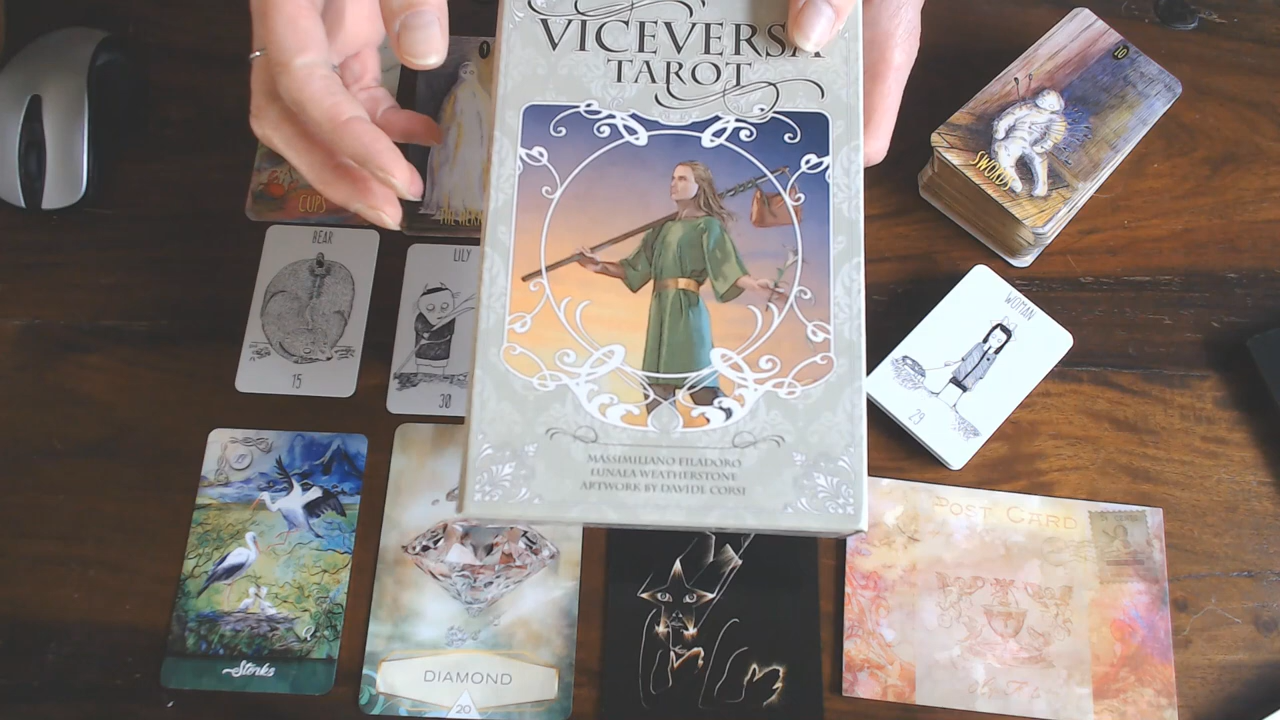 VICEVERSA
TAROT
MASSIMILIANO FILADORO
LUNAEA WEATHERSTONE
ARTWORK BY DAVIDE CORSI
10
SWORDS
CUPS
BEAR
15
LILY
30
WOMAN
29
Storks
DIAMOND
20
POST CARD